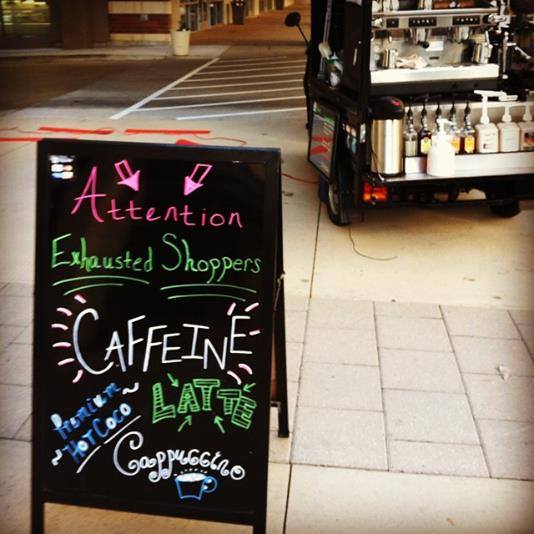 Attention
Exhausted Shoppers
CAFFEINE
LATTE
Premium
~ HOT COCO ~
Cappuccino